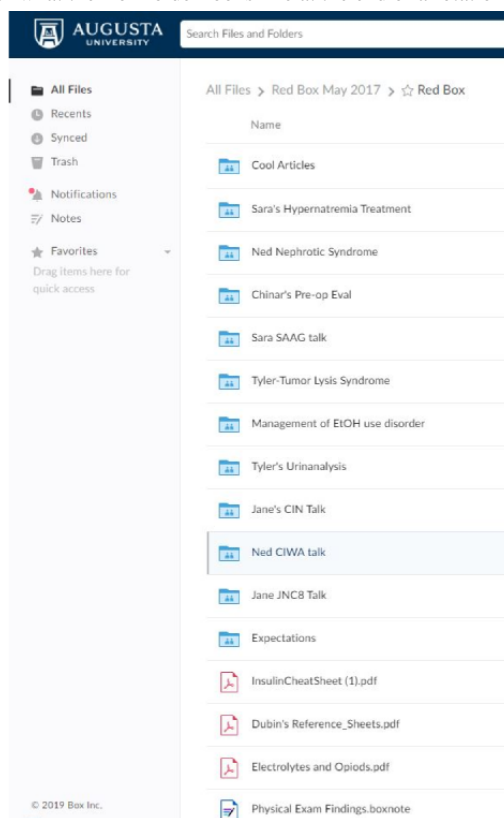 AUGUSTA
UNIVERSITY
Search Files and Folders
All Files
Recents
Synced
Trash
Notifications
Notes
Favorites
Drag items here for
quick access
© 2019 Box Inc.
All Files > Red Box May 2017 > ☆ Red Box
Name
Cool Articles
Sara's Hypernatremia Treatment
Ned Nephrotic Syndrome
Chinar's Pre-op Eval
Sara SAAG talk
Tyler-Tumor Lysis Syndrome
Management of EtOH use disorder
Tyler's Urinanalysis
Jane's CIN Talk
Ned CIWA talk
Jane JNC8 Talk
Expectations
InsulinCheatSheet (1).pdf
Dubin's Reference_Sheets.pdf
Electrolytes and Opiods.pdf
Physical Exam Findings.boxnote